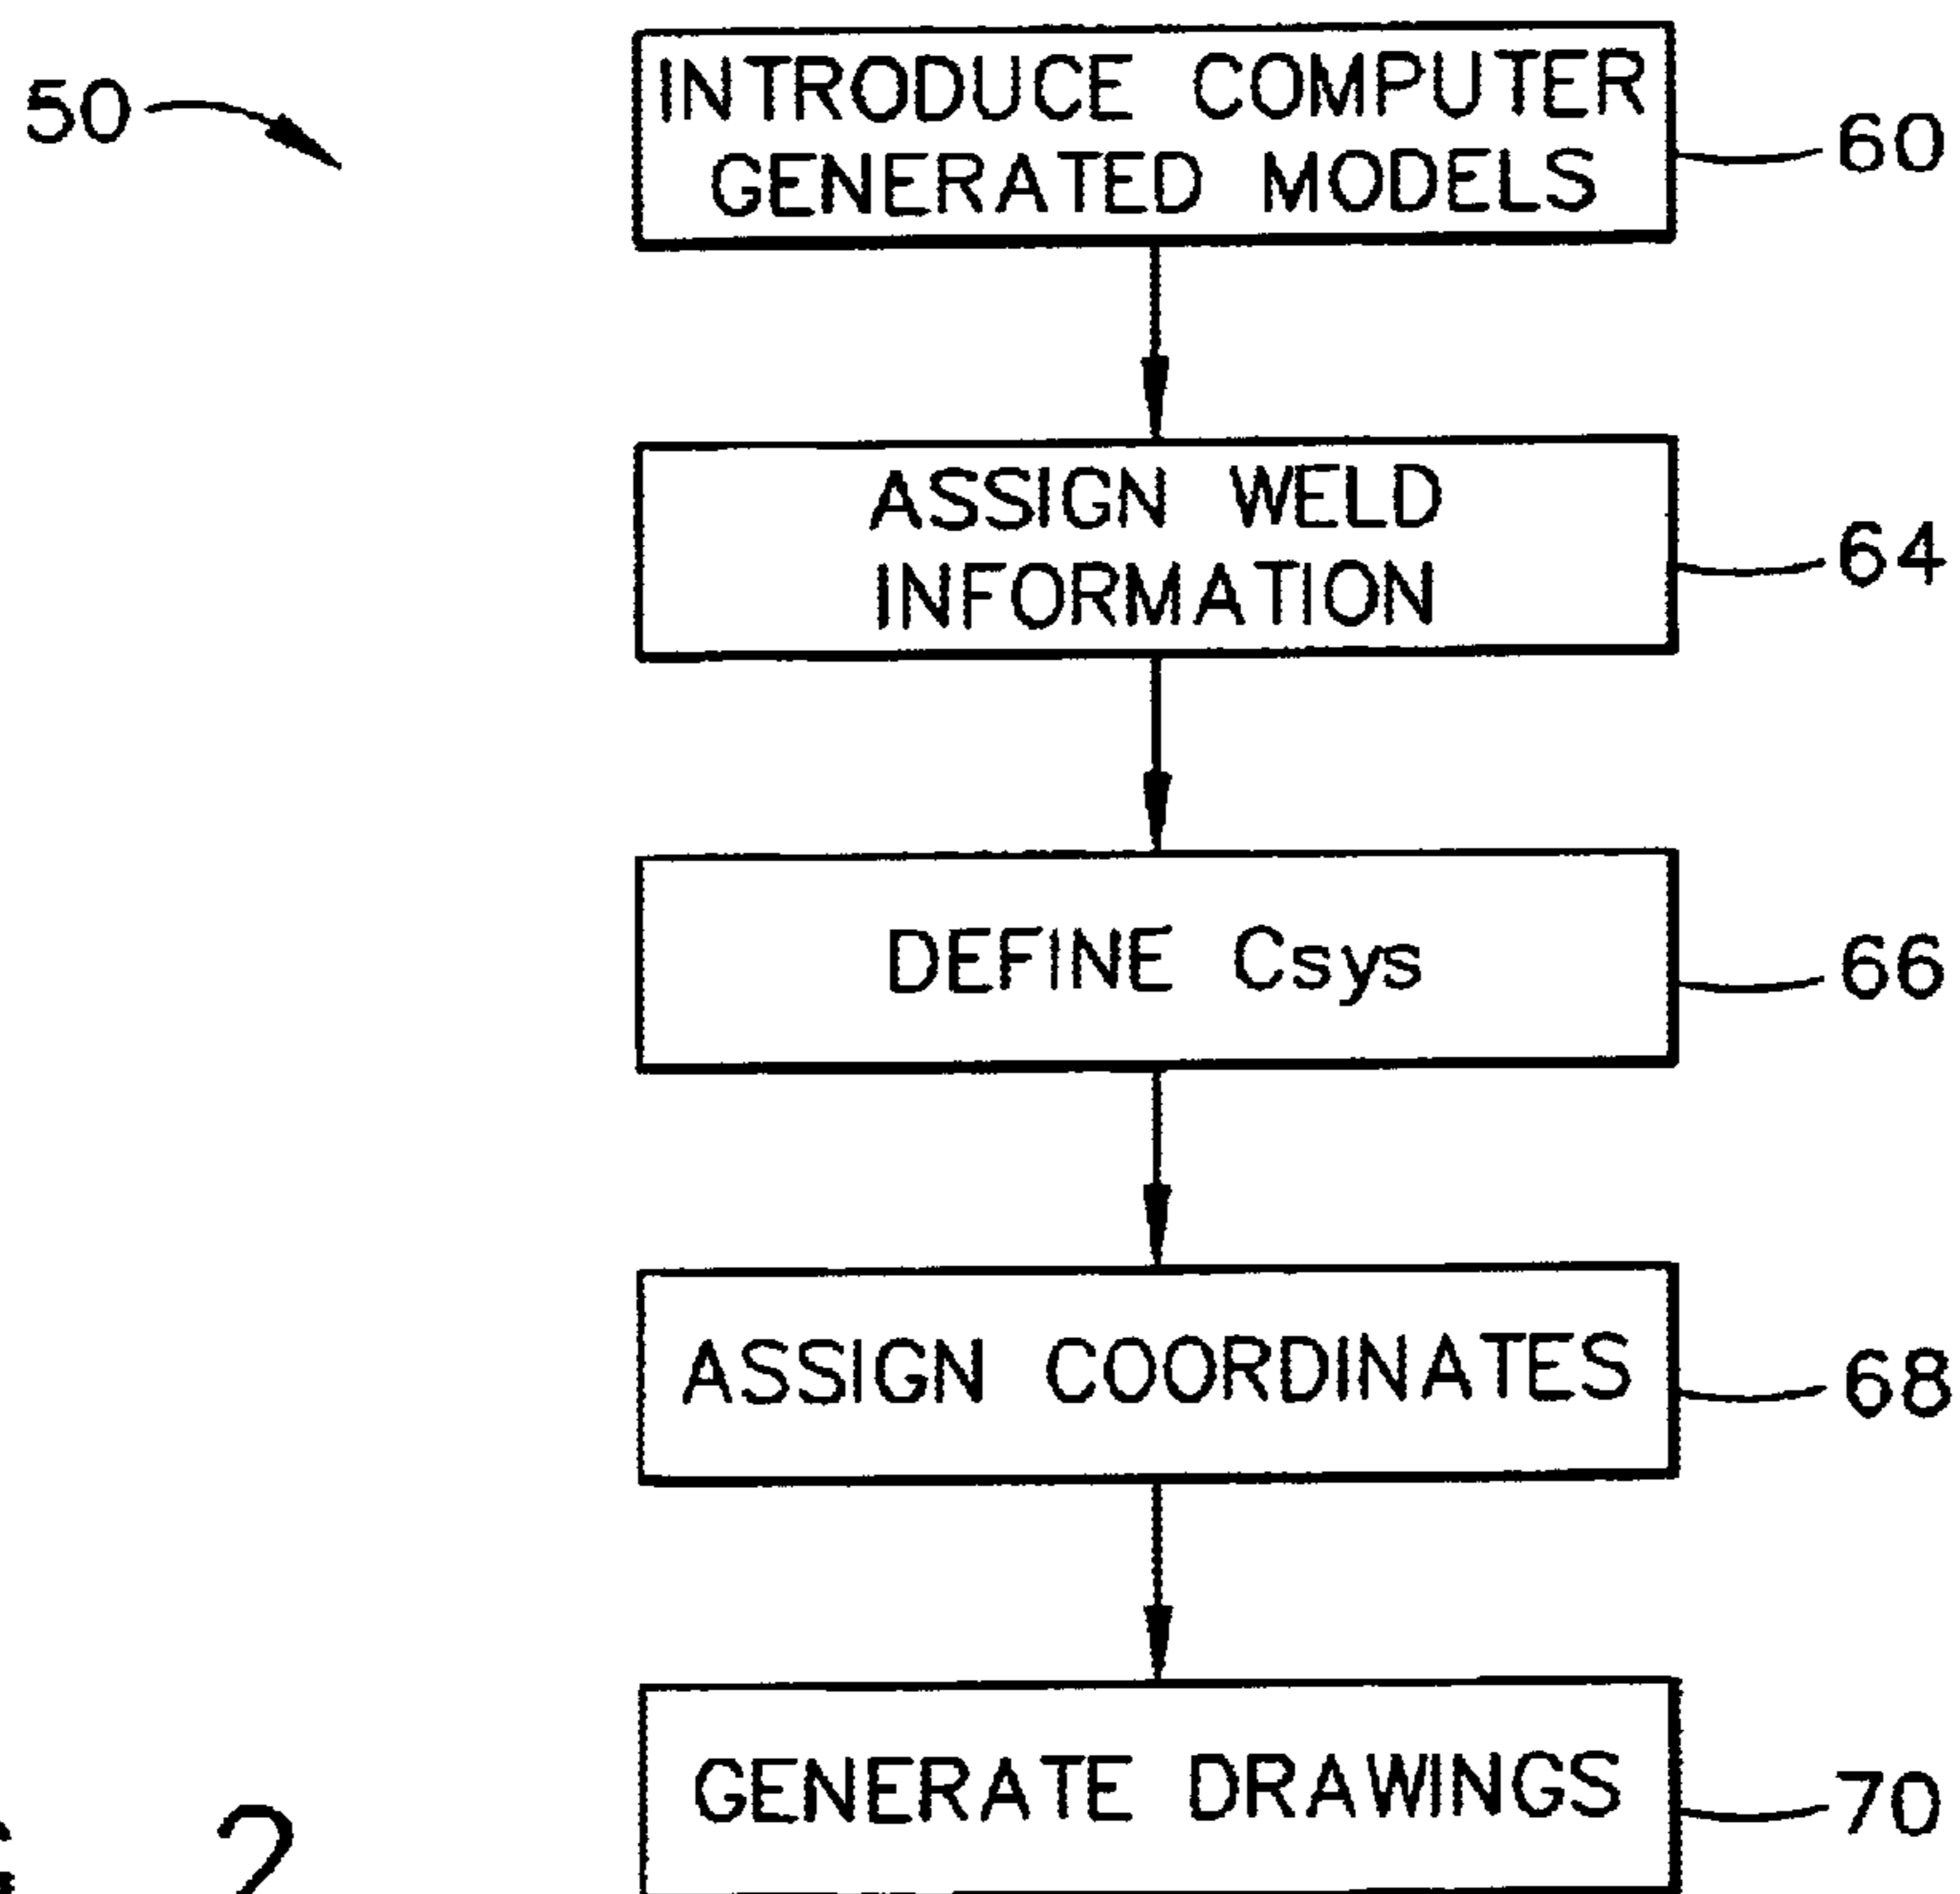 50
INTRODUCE COMPUTER
GENERATED MODELS
60
ASSIGN WELD
INFORMATION
64
DEFINE Csys
66
ASSIGN COORDINATES
68
GENERATE DRAWINGS
70
2